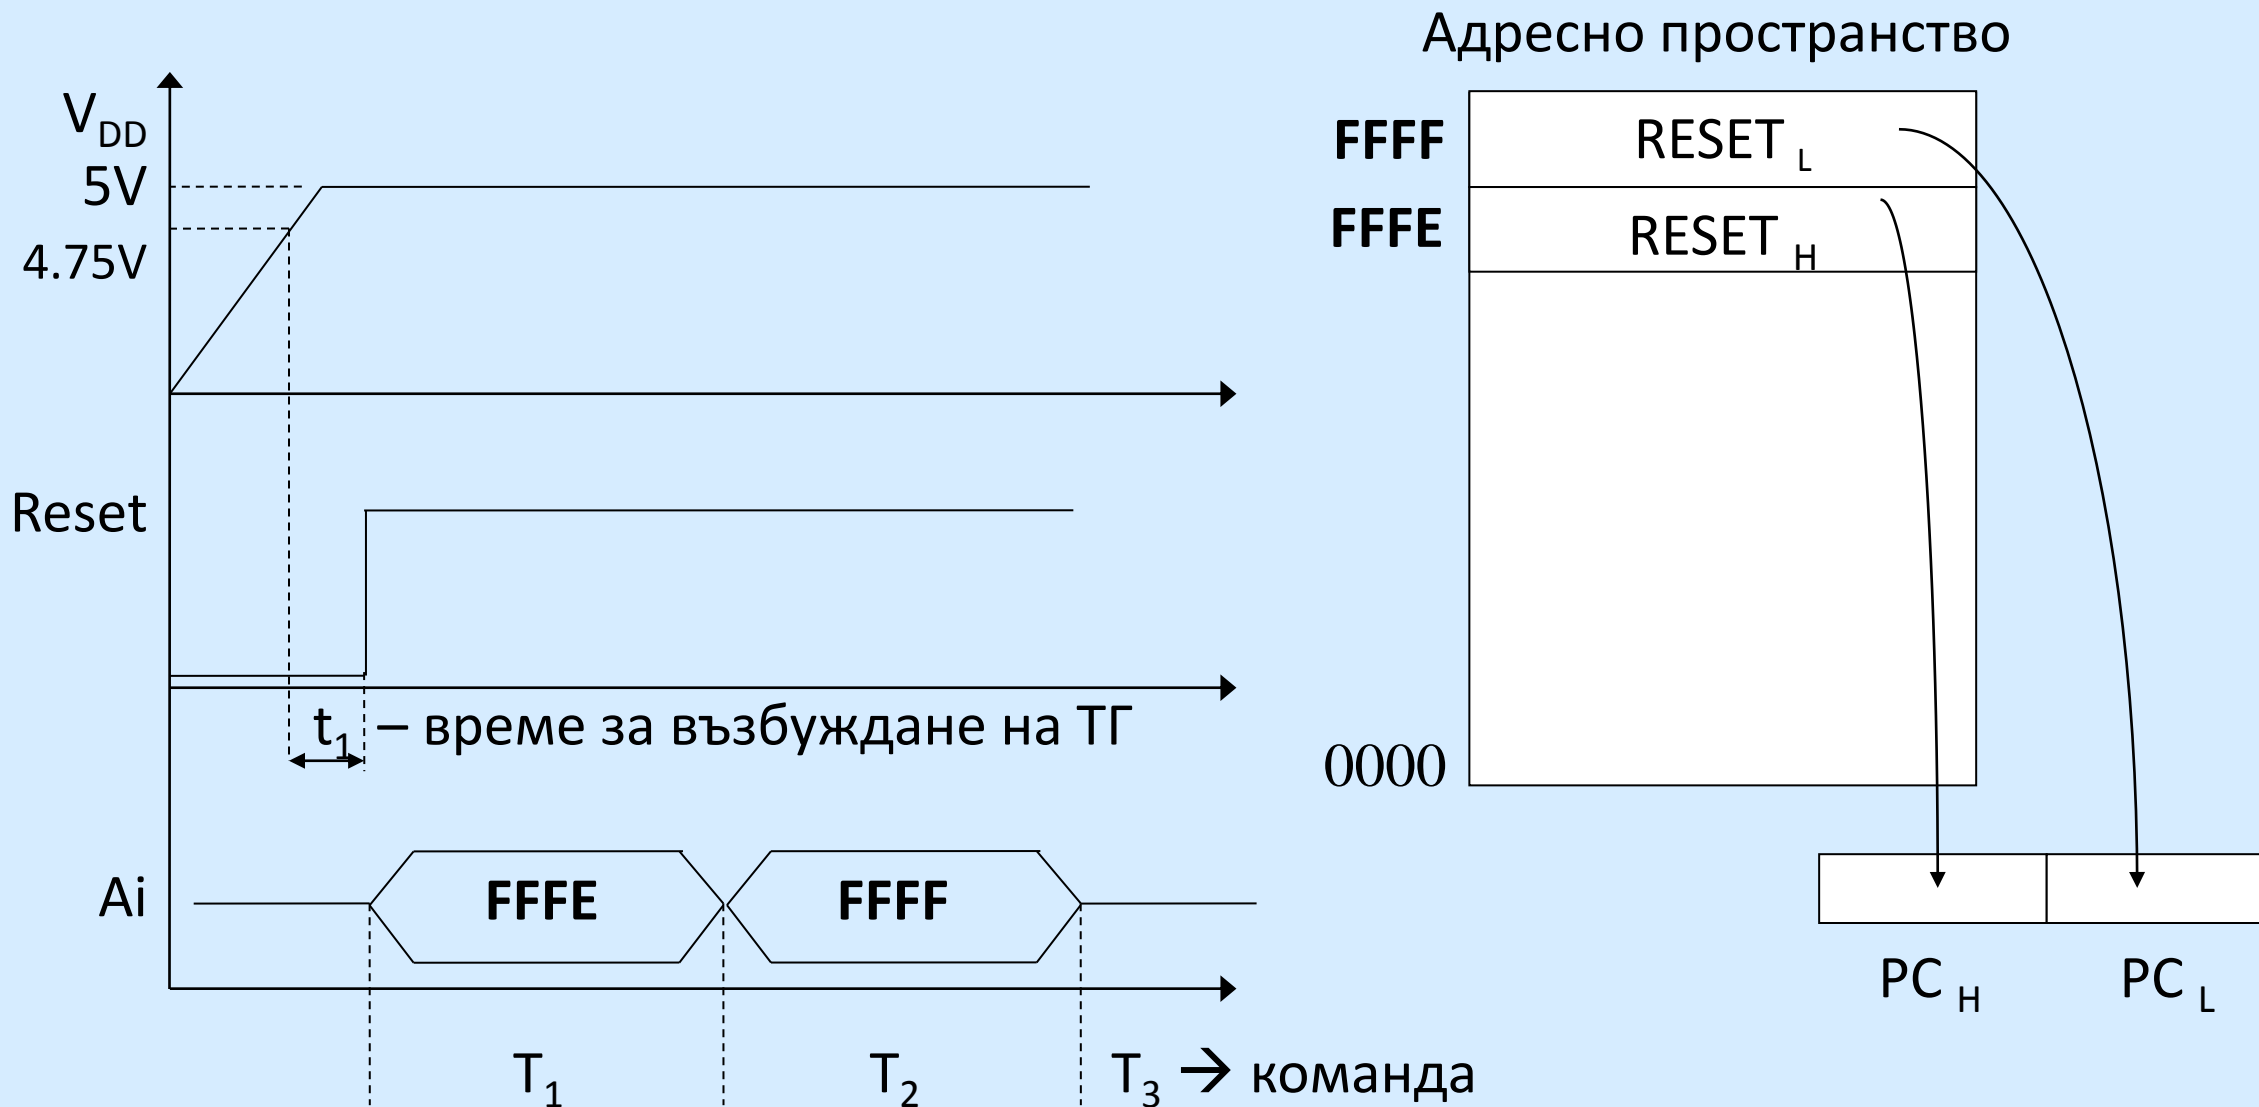 Адресно пространство
V DD
5V
4.75V
FFFF RESET L
FFFE RESET H
Reset
t1 – време за възбуждане на ТГ
0000
Ai FFFE FFFF
PC H PC L
T1 T2 T3 → команда